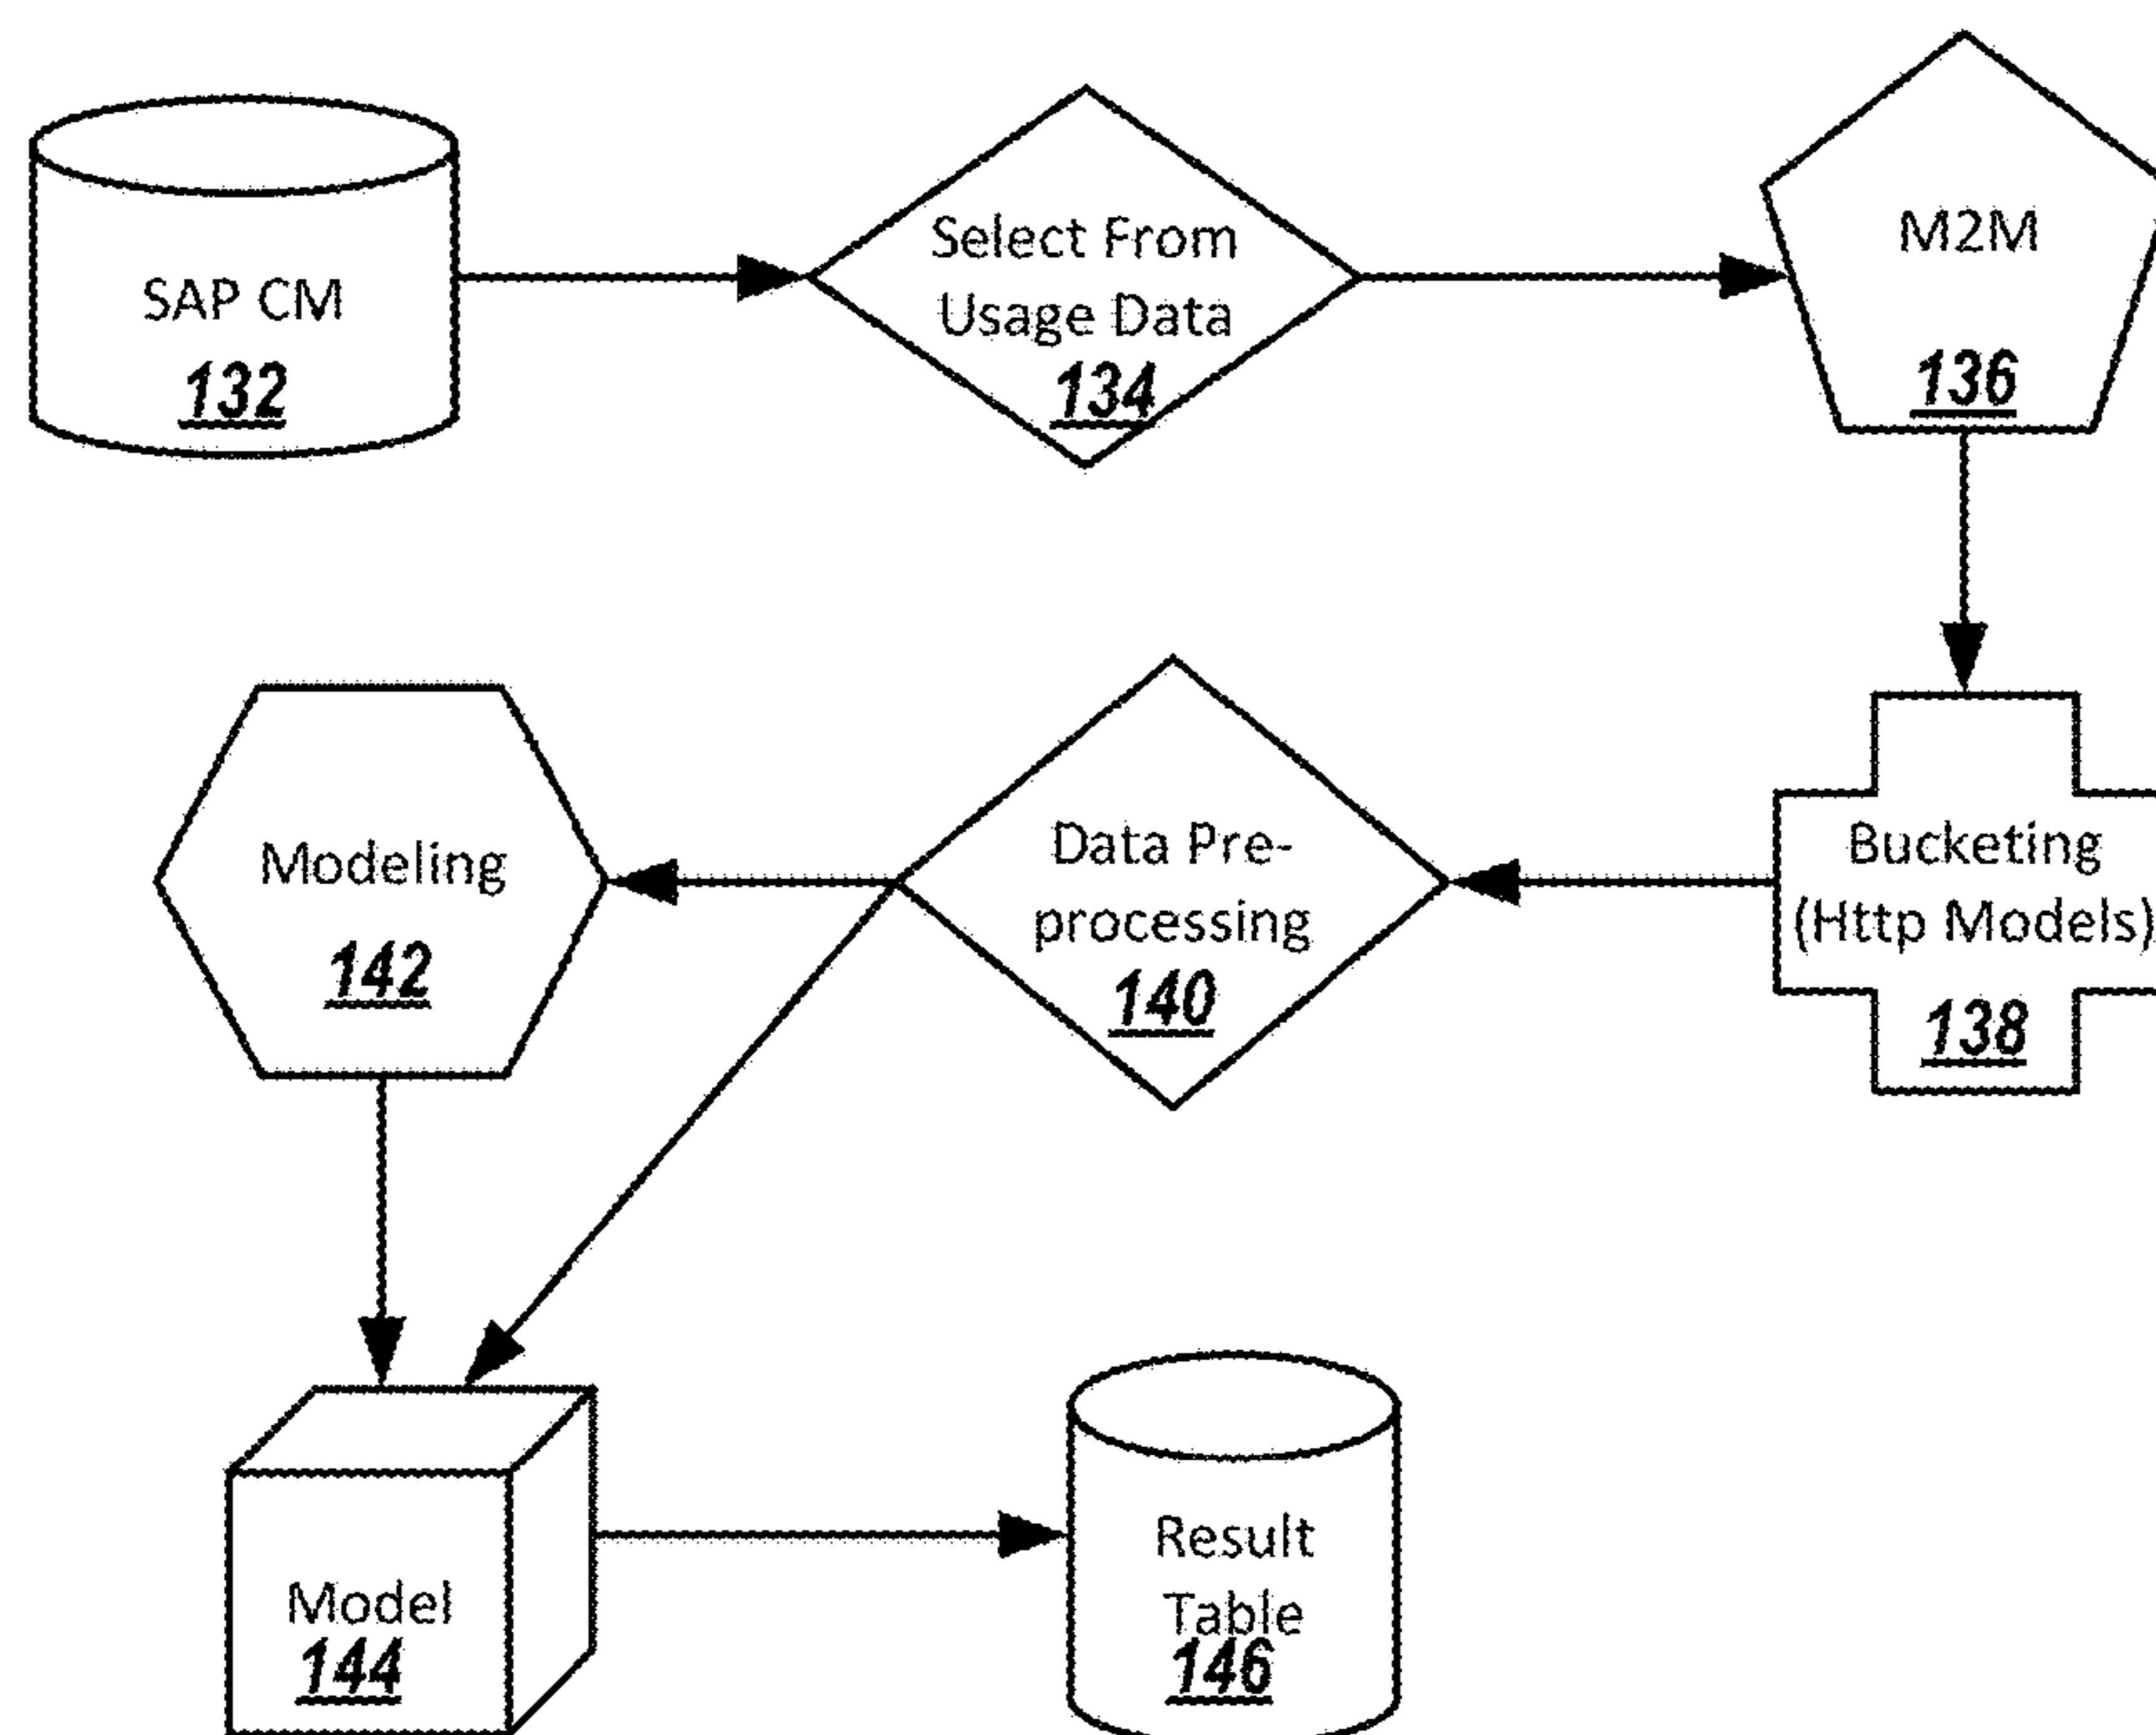 SAP CM
132
Select From
Usage Data
134
M2M
136
Modeling
142
Data Pre-
processing
140
Bucketing
(Http Models)
138
Model
144
Result
Table
146